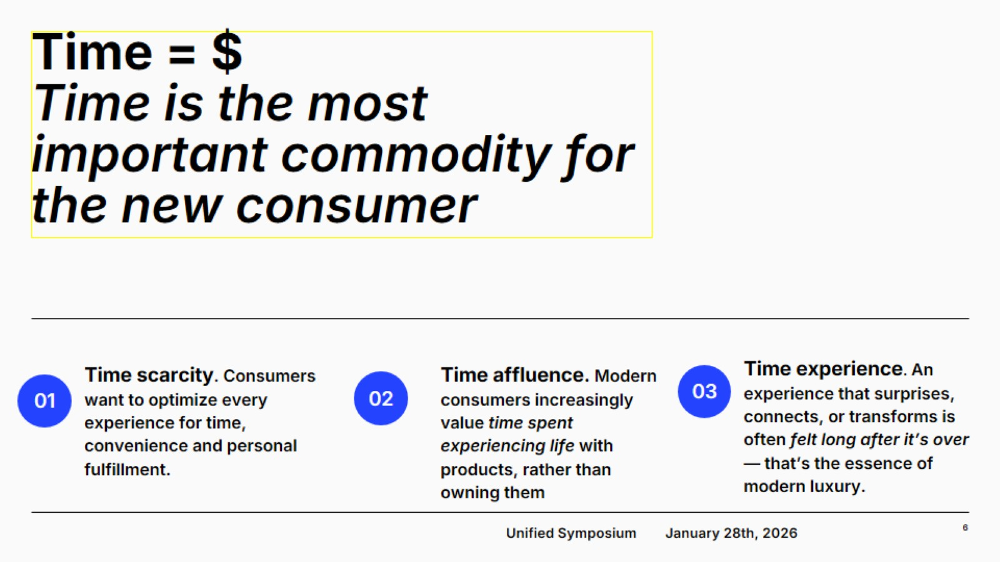 Time = $
Time is the most
important commodity for
the new consumer
01
Time scarcity. Consumers
want to optimize every
experience for time,
convenience and personal
fulfillment.
02
Time affluence. Modern
consumers increasingly
value time spent
experiencing life with
products, rather than
owning them
03
Time experience. An
experience that surprises,
connects, or transforms is
often felt long after it’s over
— that’s the essence of
modern luxury.
Unified Symposium
January 28th, 2026
6